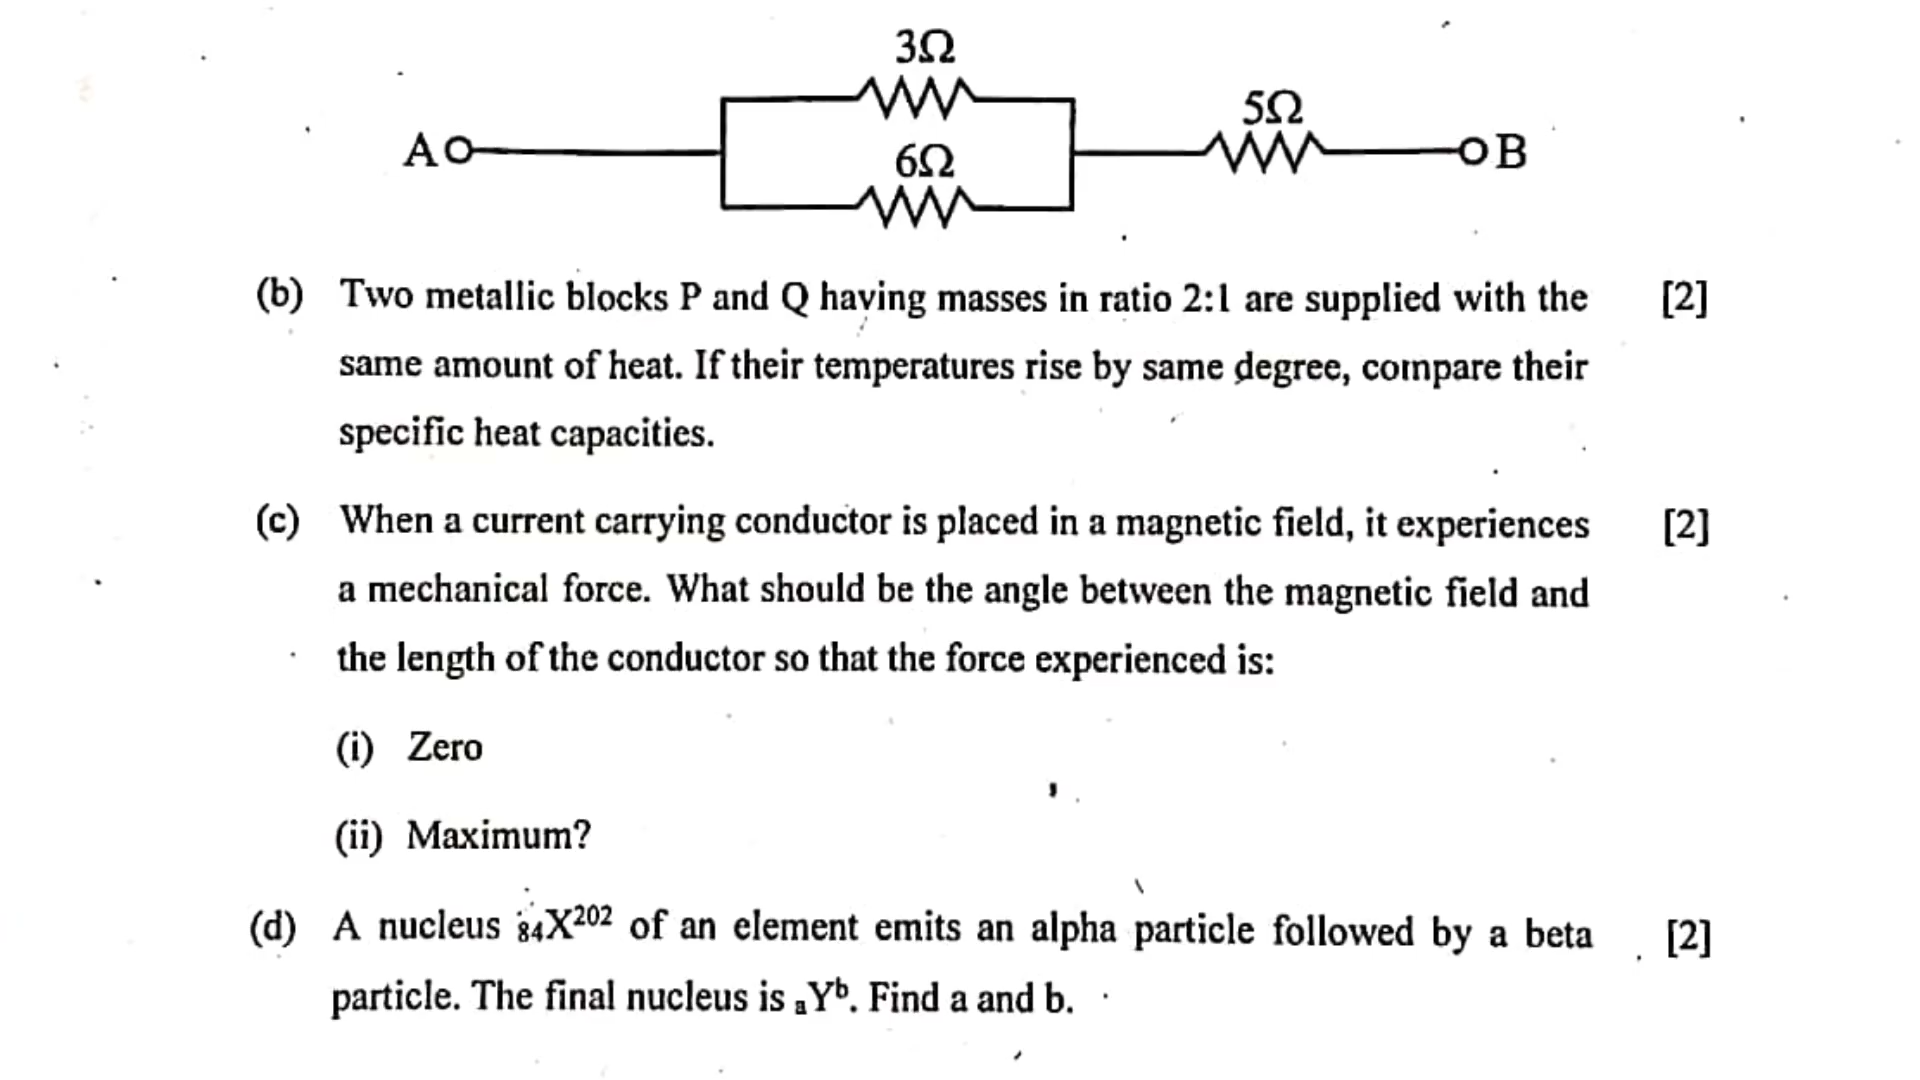 3Ω
5Ω
A
6Ω
B
(b) Two metallic blocks P and Q having masses in ratio 2:1 are supplied with the [2]
same amount of heat. If their temperatures rise by same degree, compare their
specific heat capacities.
(c) When a current carrying conductor is placed in a magnetic field, it experiences [2]
a mechanical force. What should be the angle between the magnetic field and
the length of the conductor so that the force experienced is:
(i) Zero
(ii) Maximum?
(d) A nucleus ₈₄X²⁰² of an element emits an alpha particle followed by a beta [2]
particle. The final nucleus is ₐYᵇ. Find a and b.